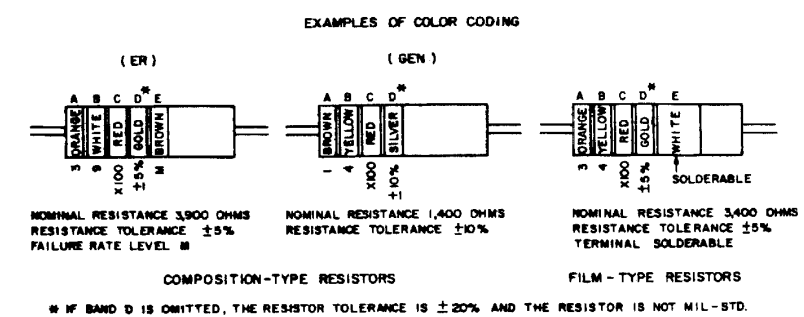 EXAMPLES OF COLOR CODING
(ER)
(GEN)
A B C D* E
ORANGE WHITE RED GOLD BROWN
3 9 X100 ±5% M
NOMINAL RESISTANCE 3,900 OHMS
RESISTANCE TOLERANCE ±5%
FAILURE RATE LEVEL M
A B C D*
BROWN YELLOW RED SILVER
1 4 X100 ±10%
+1
NOMINAL RESISTANCE 1,400 OHMS
RESISTANCE TOLERANCE ±10%
COMPOSITION-TYPE RESISTORS
A B C D* E
ORANGE YELLOW RED GOLD WHITE
3 4 X100 ±5%
SOLDERABLE
NOMINAL RESISTANCE 3,400 OHMS
RESISTANCE TOLERANCE ±5%
TERMINAL SOLDERABLE
FILM-TYPE RESISTORS
* IF BAND D IS OMITTED, THE RESISTOR TOLERANCE IS ±20% AND THE RESISTOR IS NOT MIL-STD.